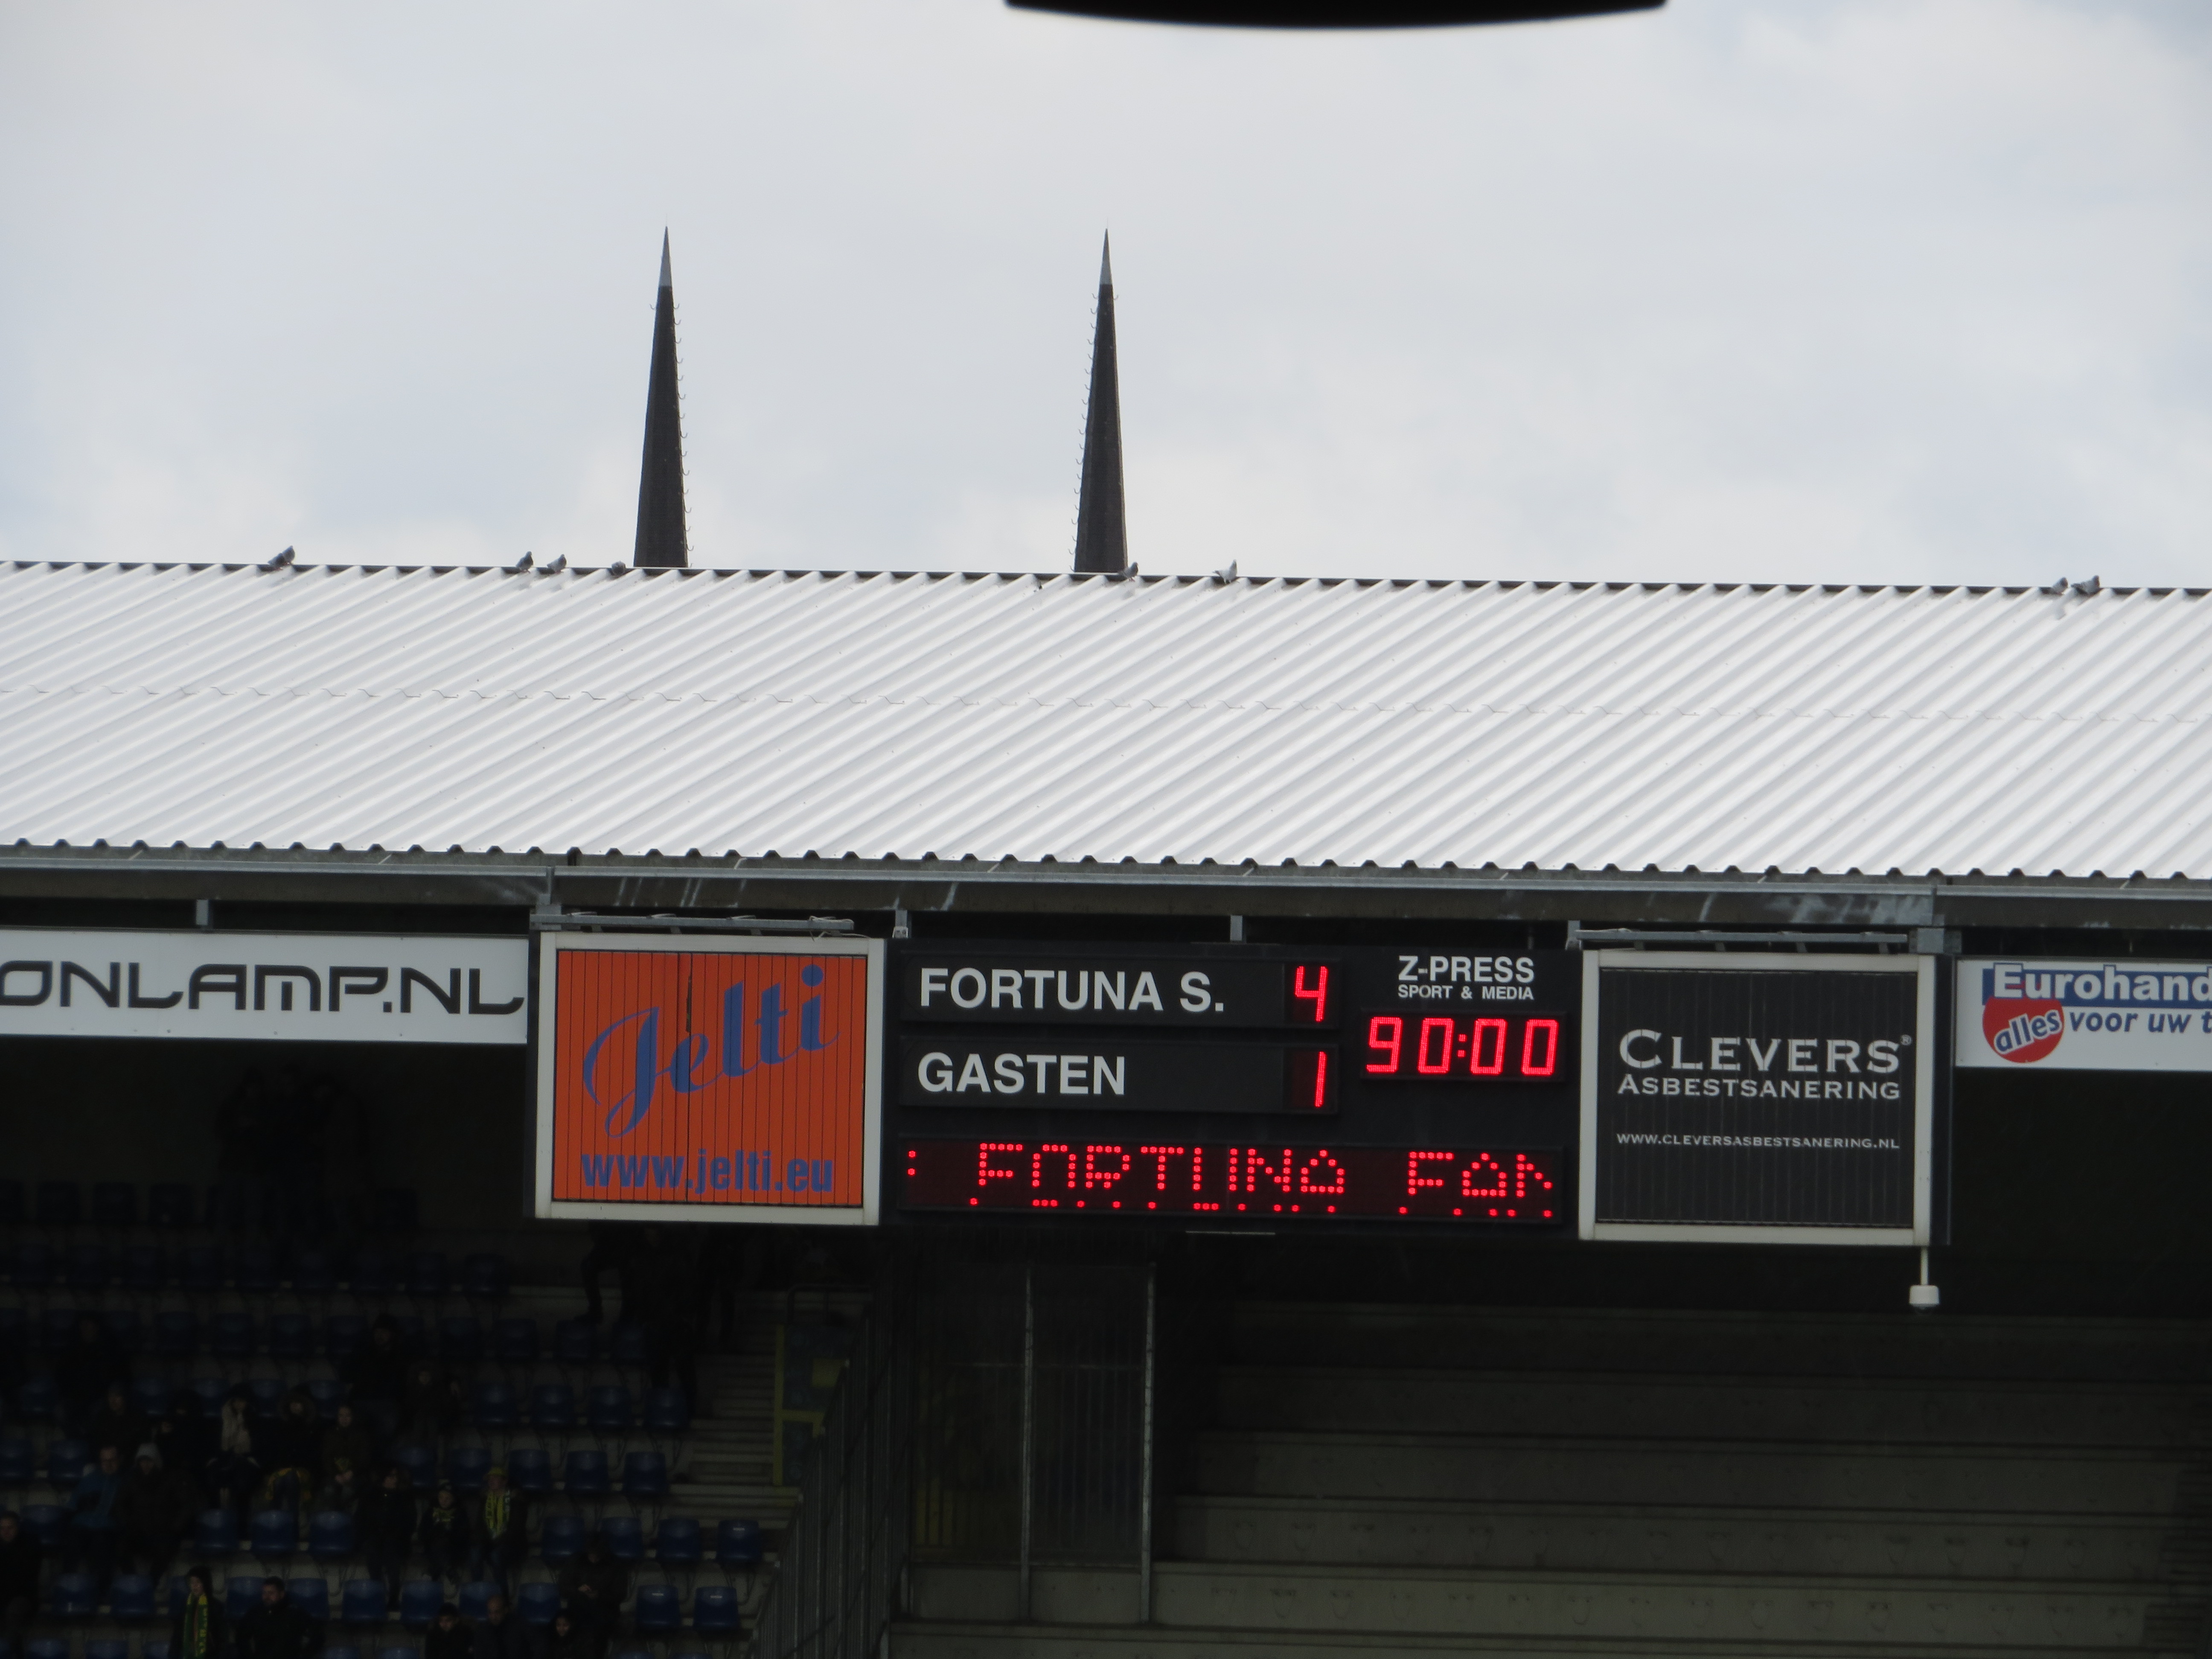 ONLAMP.NL
Jelti
www.jelti.eu
FORTUNA S. 4
GASTEN 1
Z-PRESS
SPORT & MEDIA
90:00
: FORTUNA FAN
CLEVERS®
ASBESTSANERING
WWW.CLEVERSASBESTSANERING.NL
Eurohand
alles voor uw t